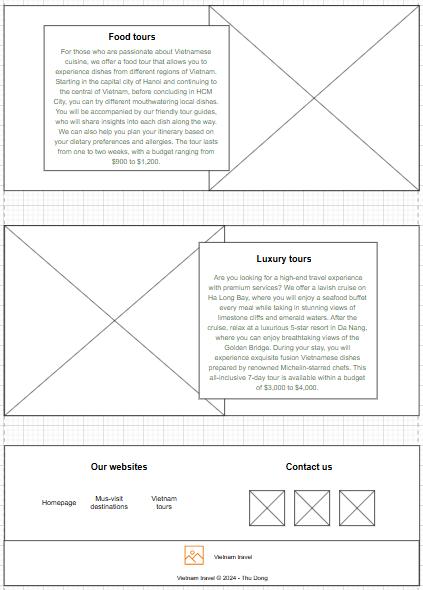 Food tours
For those who are passionate about Vietnamese
cuisine, we offer a food tour that allows you to
experience dishes from different regions of Vietnam.
Starting in the capital city of Hanoi and continuing to
the central of Vietnam, before concluding in HCM
City, you can try different mouthwatering local dishes.
You will be accompanied by our friendly tour guides,
who will share insights into each dish along the way.
We can also help you plan your itinerary based on
your dietary preferences and allergies. The tour lasts
from one to two weeks, with a budget ranging from
$900 to $1,200.
Luxury tours
Are you looking for a high-end travel experience
with premium services? We offer a lavish cruise on
Ha Long Bay, where you will enjoy a seafood buffet
every meal while taking in stunning views of
limestone cliffs and emerald waters. After the
cruise, relax at a luxurious 5-star resort in Da Nang,
where you can enjoy breathtaking views of the
Golden Bridge. During your stay, you will
experience exquisite fusion Vietnamese dishes
prepared by renowned Michelin-starred chefs. This
all-inclusive 7-day tour is available within a budget
of $3,000 to $4,000.
Our websites
Contact us
Homepage
Mus-visit
destinations
Vietnam
tours
Vietnam travel
Vietnam travel © 2024 - Thu Dong